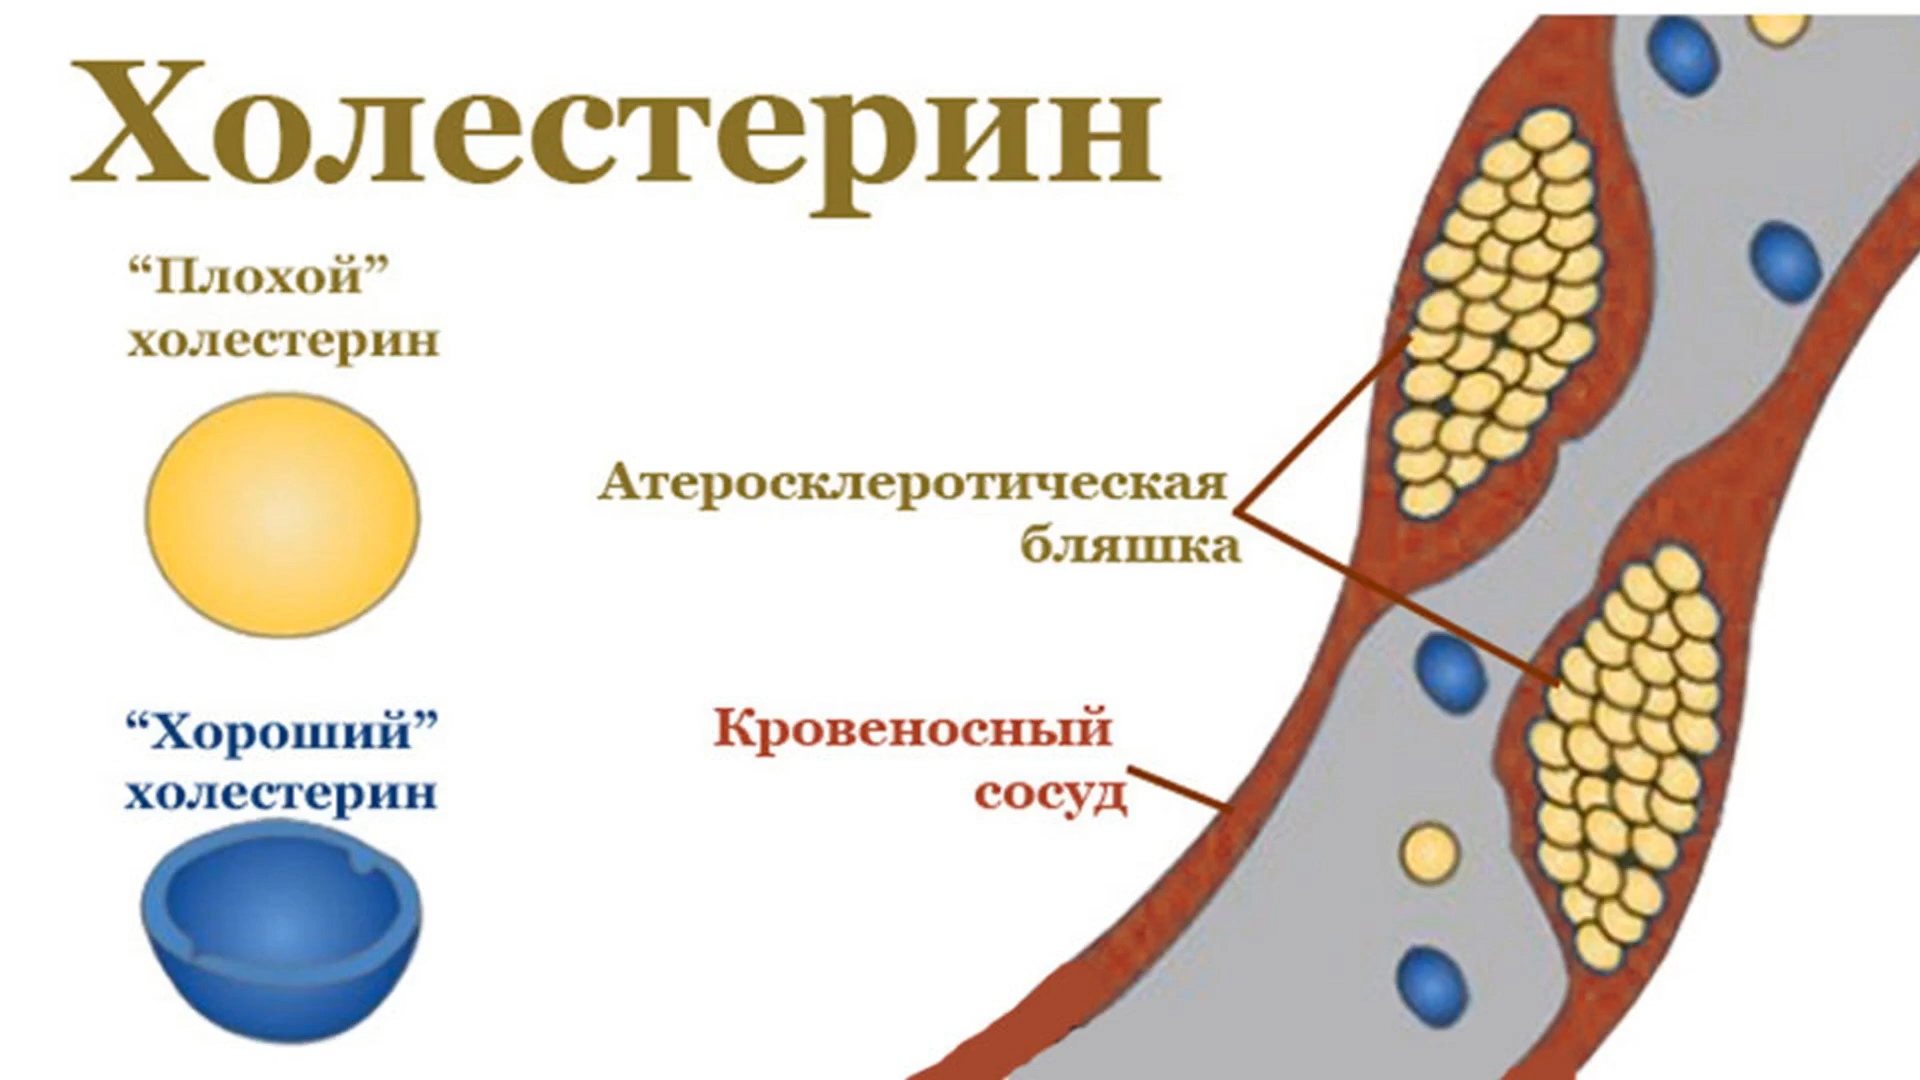 Холестерин
“Плохой”
холестерин
Атеросклеротическая
бляшка
“Хороший”
холестерин
Кровеносный
сосуд